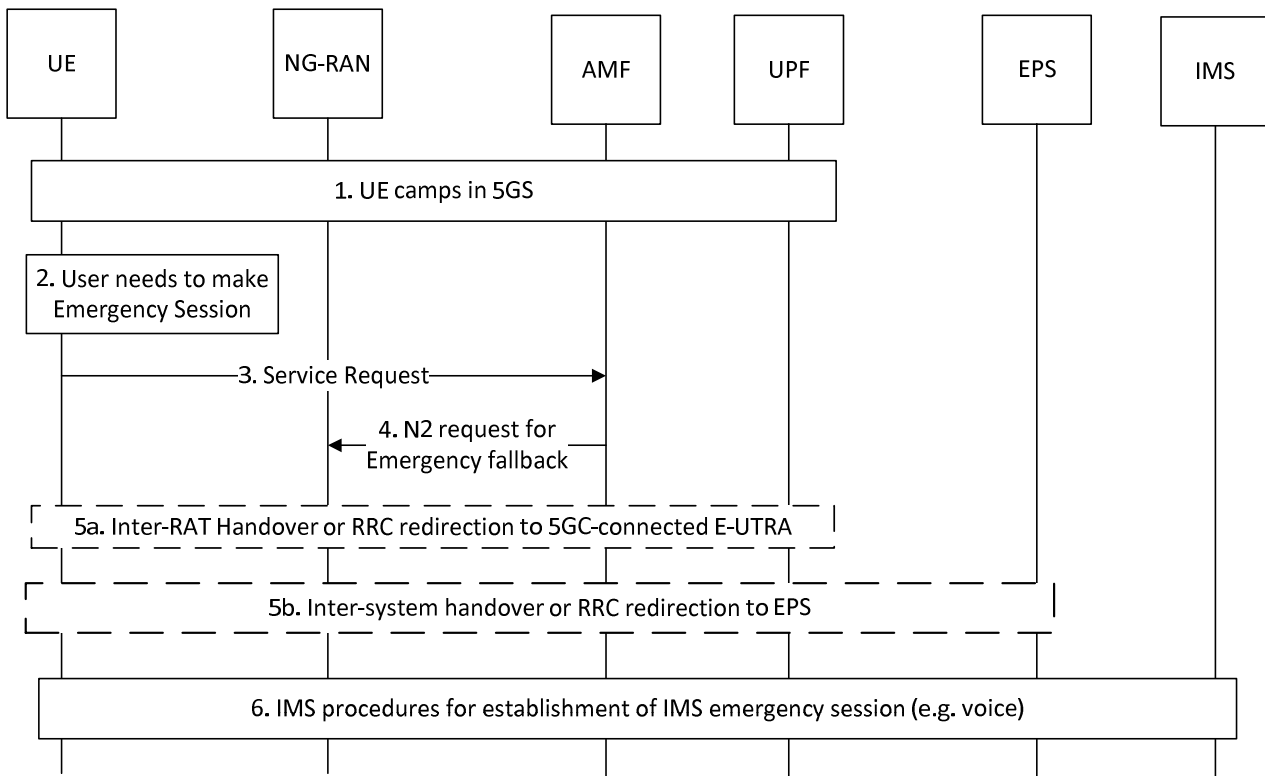 UE
NG-RAN
AMF
UPF
EPS
IMS
1. UE camps in 5GS
2. User needs to make
Emergency Session
3. Service Request
4. N2 request for
Emergency fallback
5a. Inter-RAT Handover or RRC redirection to 5GC-connected E-UTRA
5b. Inter-system handover or RRC redirection to EPS
6. IMS procedures for establishment of IMS emergency session (e.g. voice)